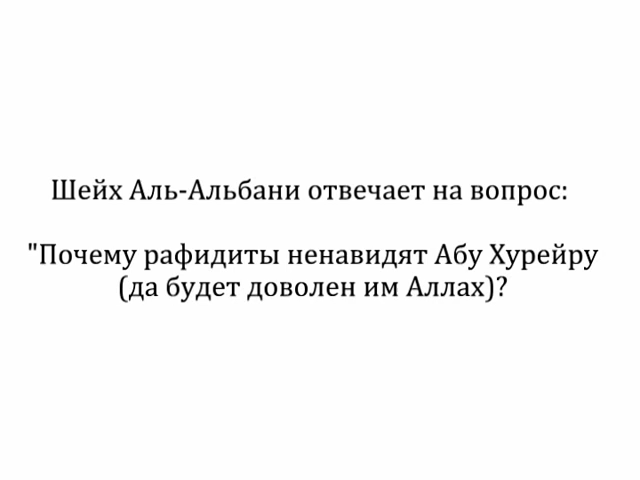 Шейх Аль-Альбани отвечает на вопрос:
"Почему рафидиты ненавидят Абу Хурейру
(да будет доволен им Аллах)?